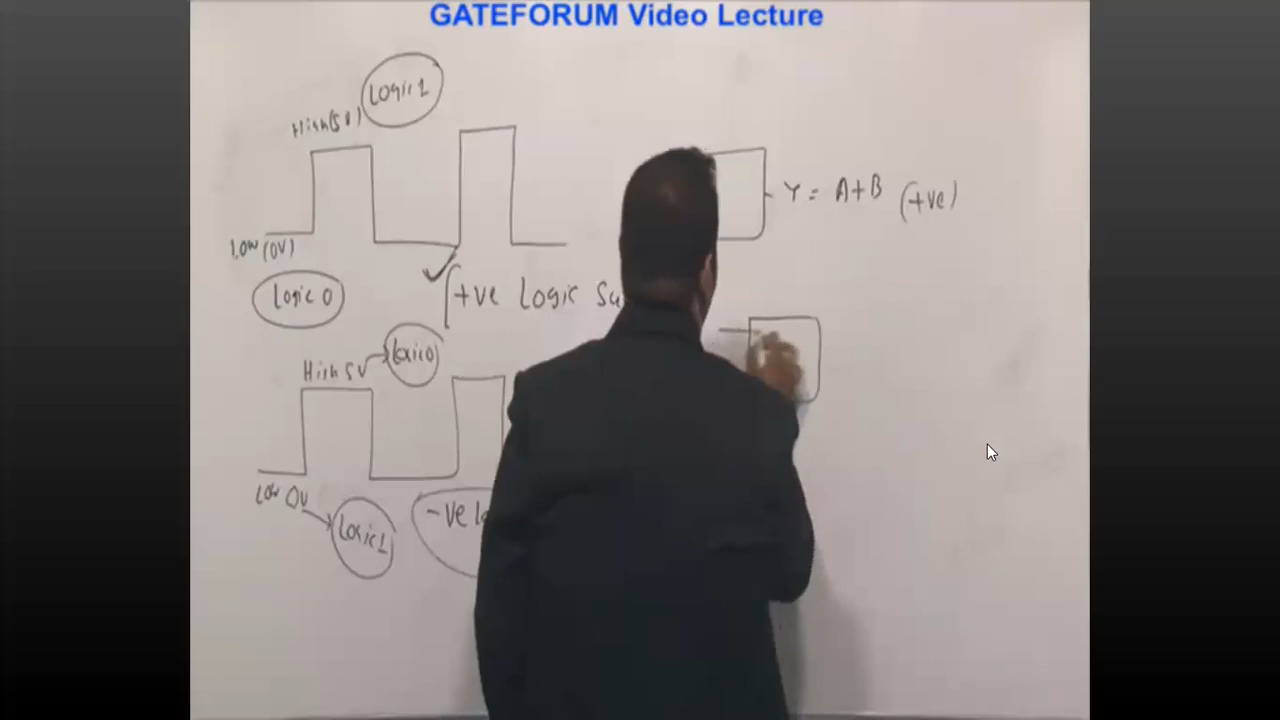 GATEFORUM Video Lecture
Logic 1
High(5V)
Y = A+B (+ve)
Low(0V)
Logic 0
+ve Logic
High 5V
Logic 0
Low 0V
-ve
Logic 1